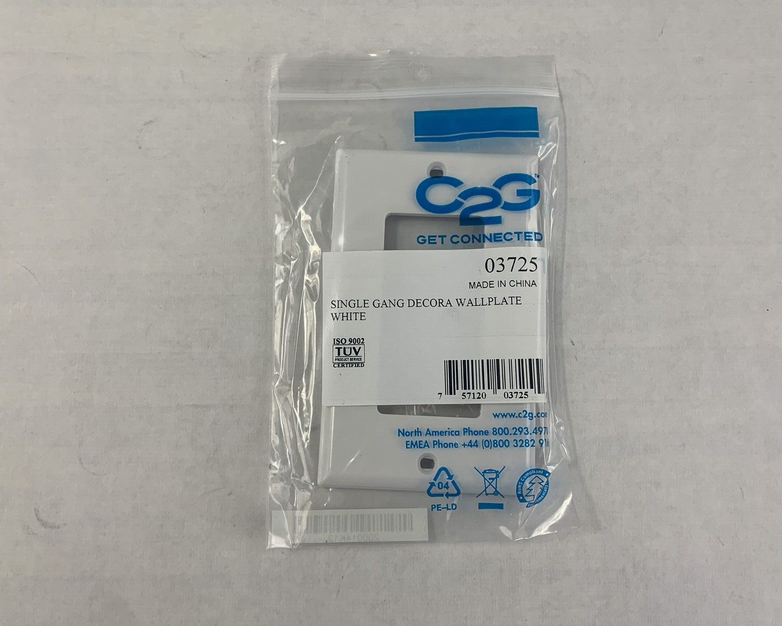 C2G
GET CONNECTED
03725
MADE IN CHINA
SINGLE GANG DECORA WALLPLATE
WHITE
ISO 9002
TUV
PRODUCT SERVICE
CERTIFIED
7 57120 03725
www.c2g.co
North America Phone 800.293.497
EMEA Phone +44 (0)800 3282 9
04
PE-LD